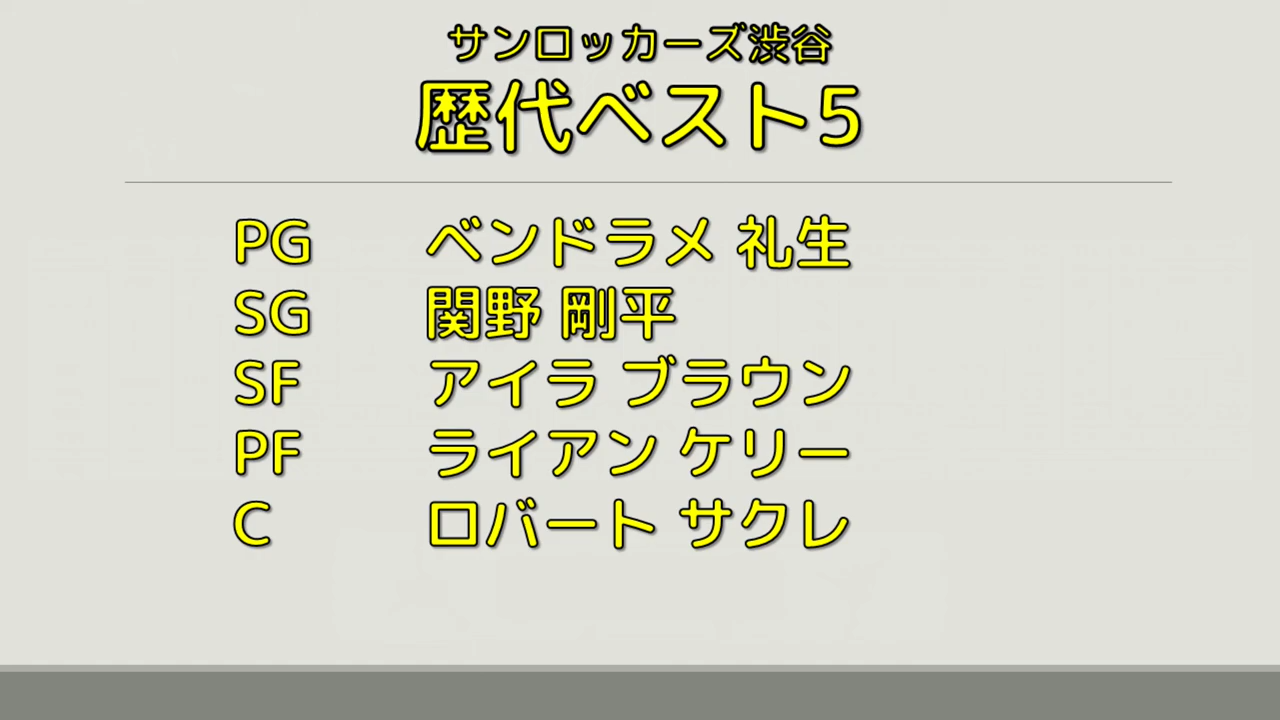 サンロッカーズ渋谷
歴代ベスト5
PG ベンドラメ 礼生
SG 関野 剛平
SF アイラ ブラウン
PF ライアン ケリー
C ロバート サクレ